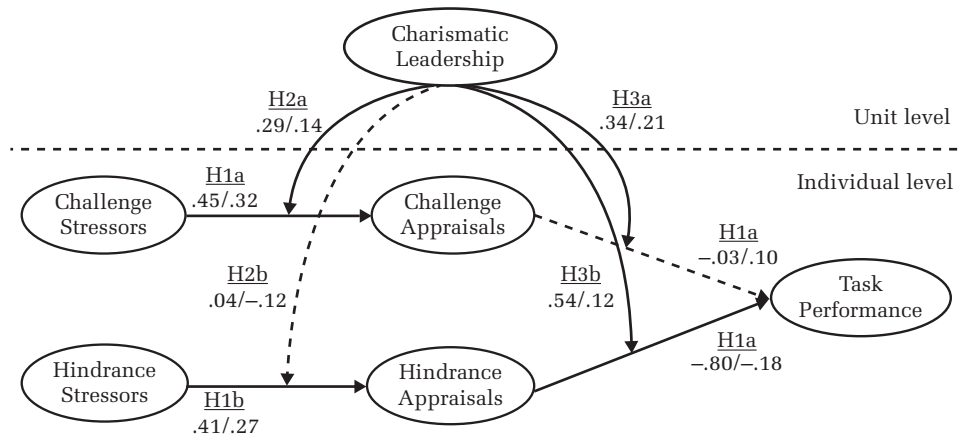 Charismatic
Leadership
H2a
.29/.14
H3a
.34/.21
Unit level
Individual level
H1a
.45/.32
Challenge
Stressors
Challenge
Appraisals
H2b
.04/–.12
H3b
.54/.12
H1a
–.03/.10
Task
Performance
H1a
–.80/–.18
Hindrance
Stressors
H1b
.41/.27
Hindrance
Appraisals